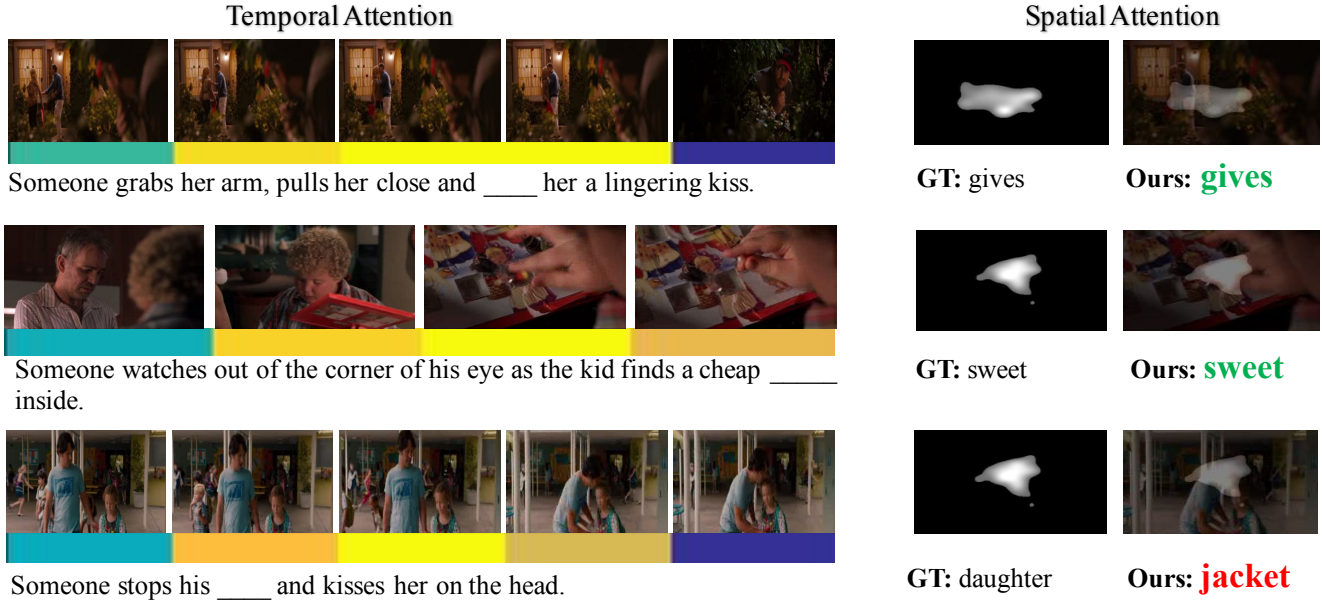 Temporal Attention
Spatial Attention
Someone grabs her arm, pulls her close and ____ her a lingering kiss.
GT: gives
Ours: gives
Someone watches out of the corner of his eye as the kid finds a cheap _____
inside.
GT: sweet
Ours: sweet
Someone stops his ____ and kisses her on the head.
GT: daughter
Ours: jacket